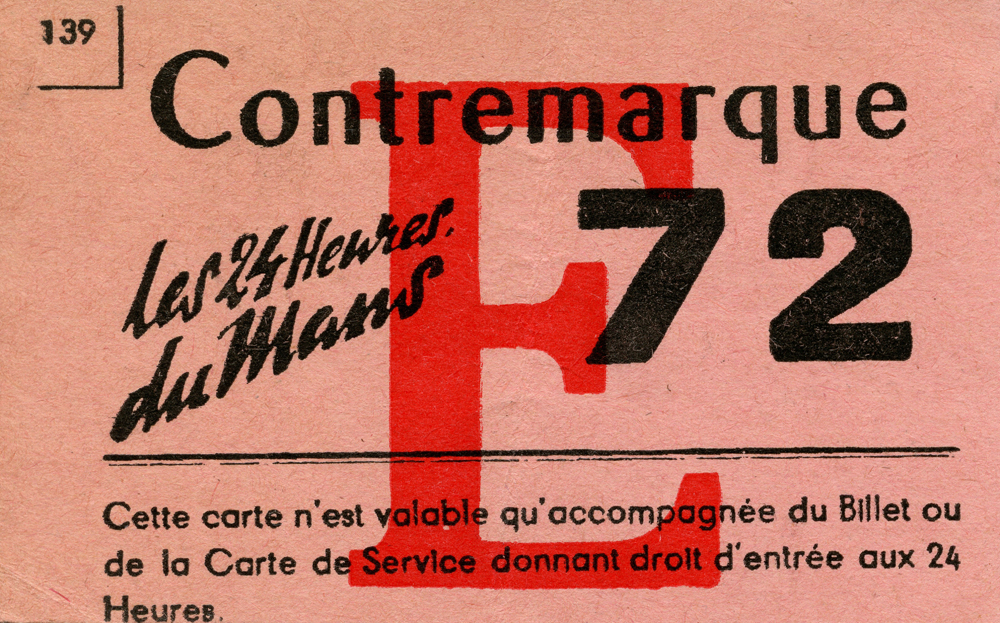 139
Contremarque
E
72
Les 24 Heures
du Mans
Cette carte n'est valable qu'accompagnée du Billet ou
de la Carte de Service donnant droit d'entrée aux 24
Heures.